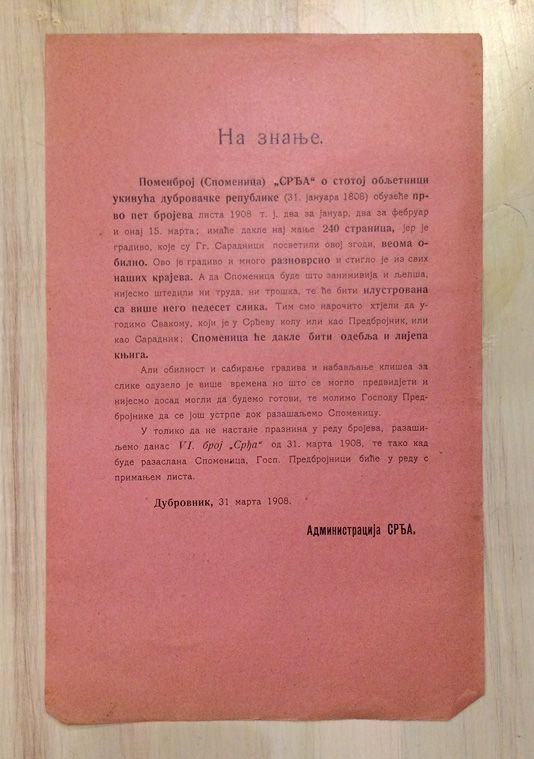 На знање.
Поменброј (Споменица) „СРЂА“ о стотој обљетници
укинућа дубровачке републике (31. јануара 1808) обузеће пр-
во пет бројева листа 1908 т. ј. два за јануар, два за фебруар
и онај 15. марта; имаће дакле нај мање 240 страница, јер је
градиво, које су Гг. Сарадници посветили овој згоди, веома о-
билно. Ово је градиво и много разноврсно и стигло је из свих
наших крајева. А да Споменица буде што занимивија и љепша,
нијесмо штедили ни труда, ни трошка, те ће бити илустрована
са више него педесет слика. Тим смо нарочито хтјели да у-
годимо Свакому, који је у Срђеву колу или као Предбројник, или
као Сарадник; Споменица ће дакле бити одебља и лијепа
књига.
Али обилност и сабирање градива и набављање клишеа за
слике одузело је више времена но што се могло предвидјети и
нијесмо досад могли да будемо готови, те молимо Господу Пред-
бројнике да се још устрпе док разашаљемо Споменицу.
У толико да не настане празнина у реду бројева, разаши-
љемо данас VI. број „Срђа“ од 31. марта 1908, те тако кад
буде разаслана Споменица, Госп. Предбројници биће у реду с
примањем листа.
Дубровник, 31 марта 1908.
Администрација СРЂА.